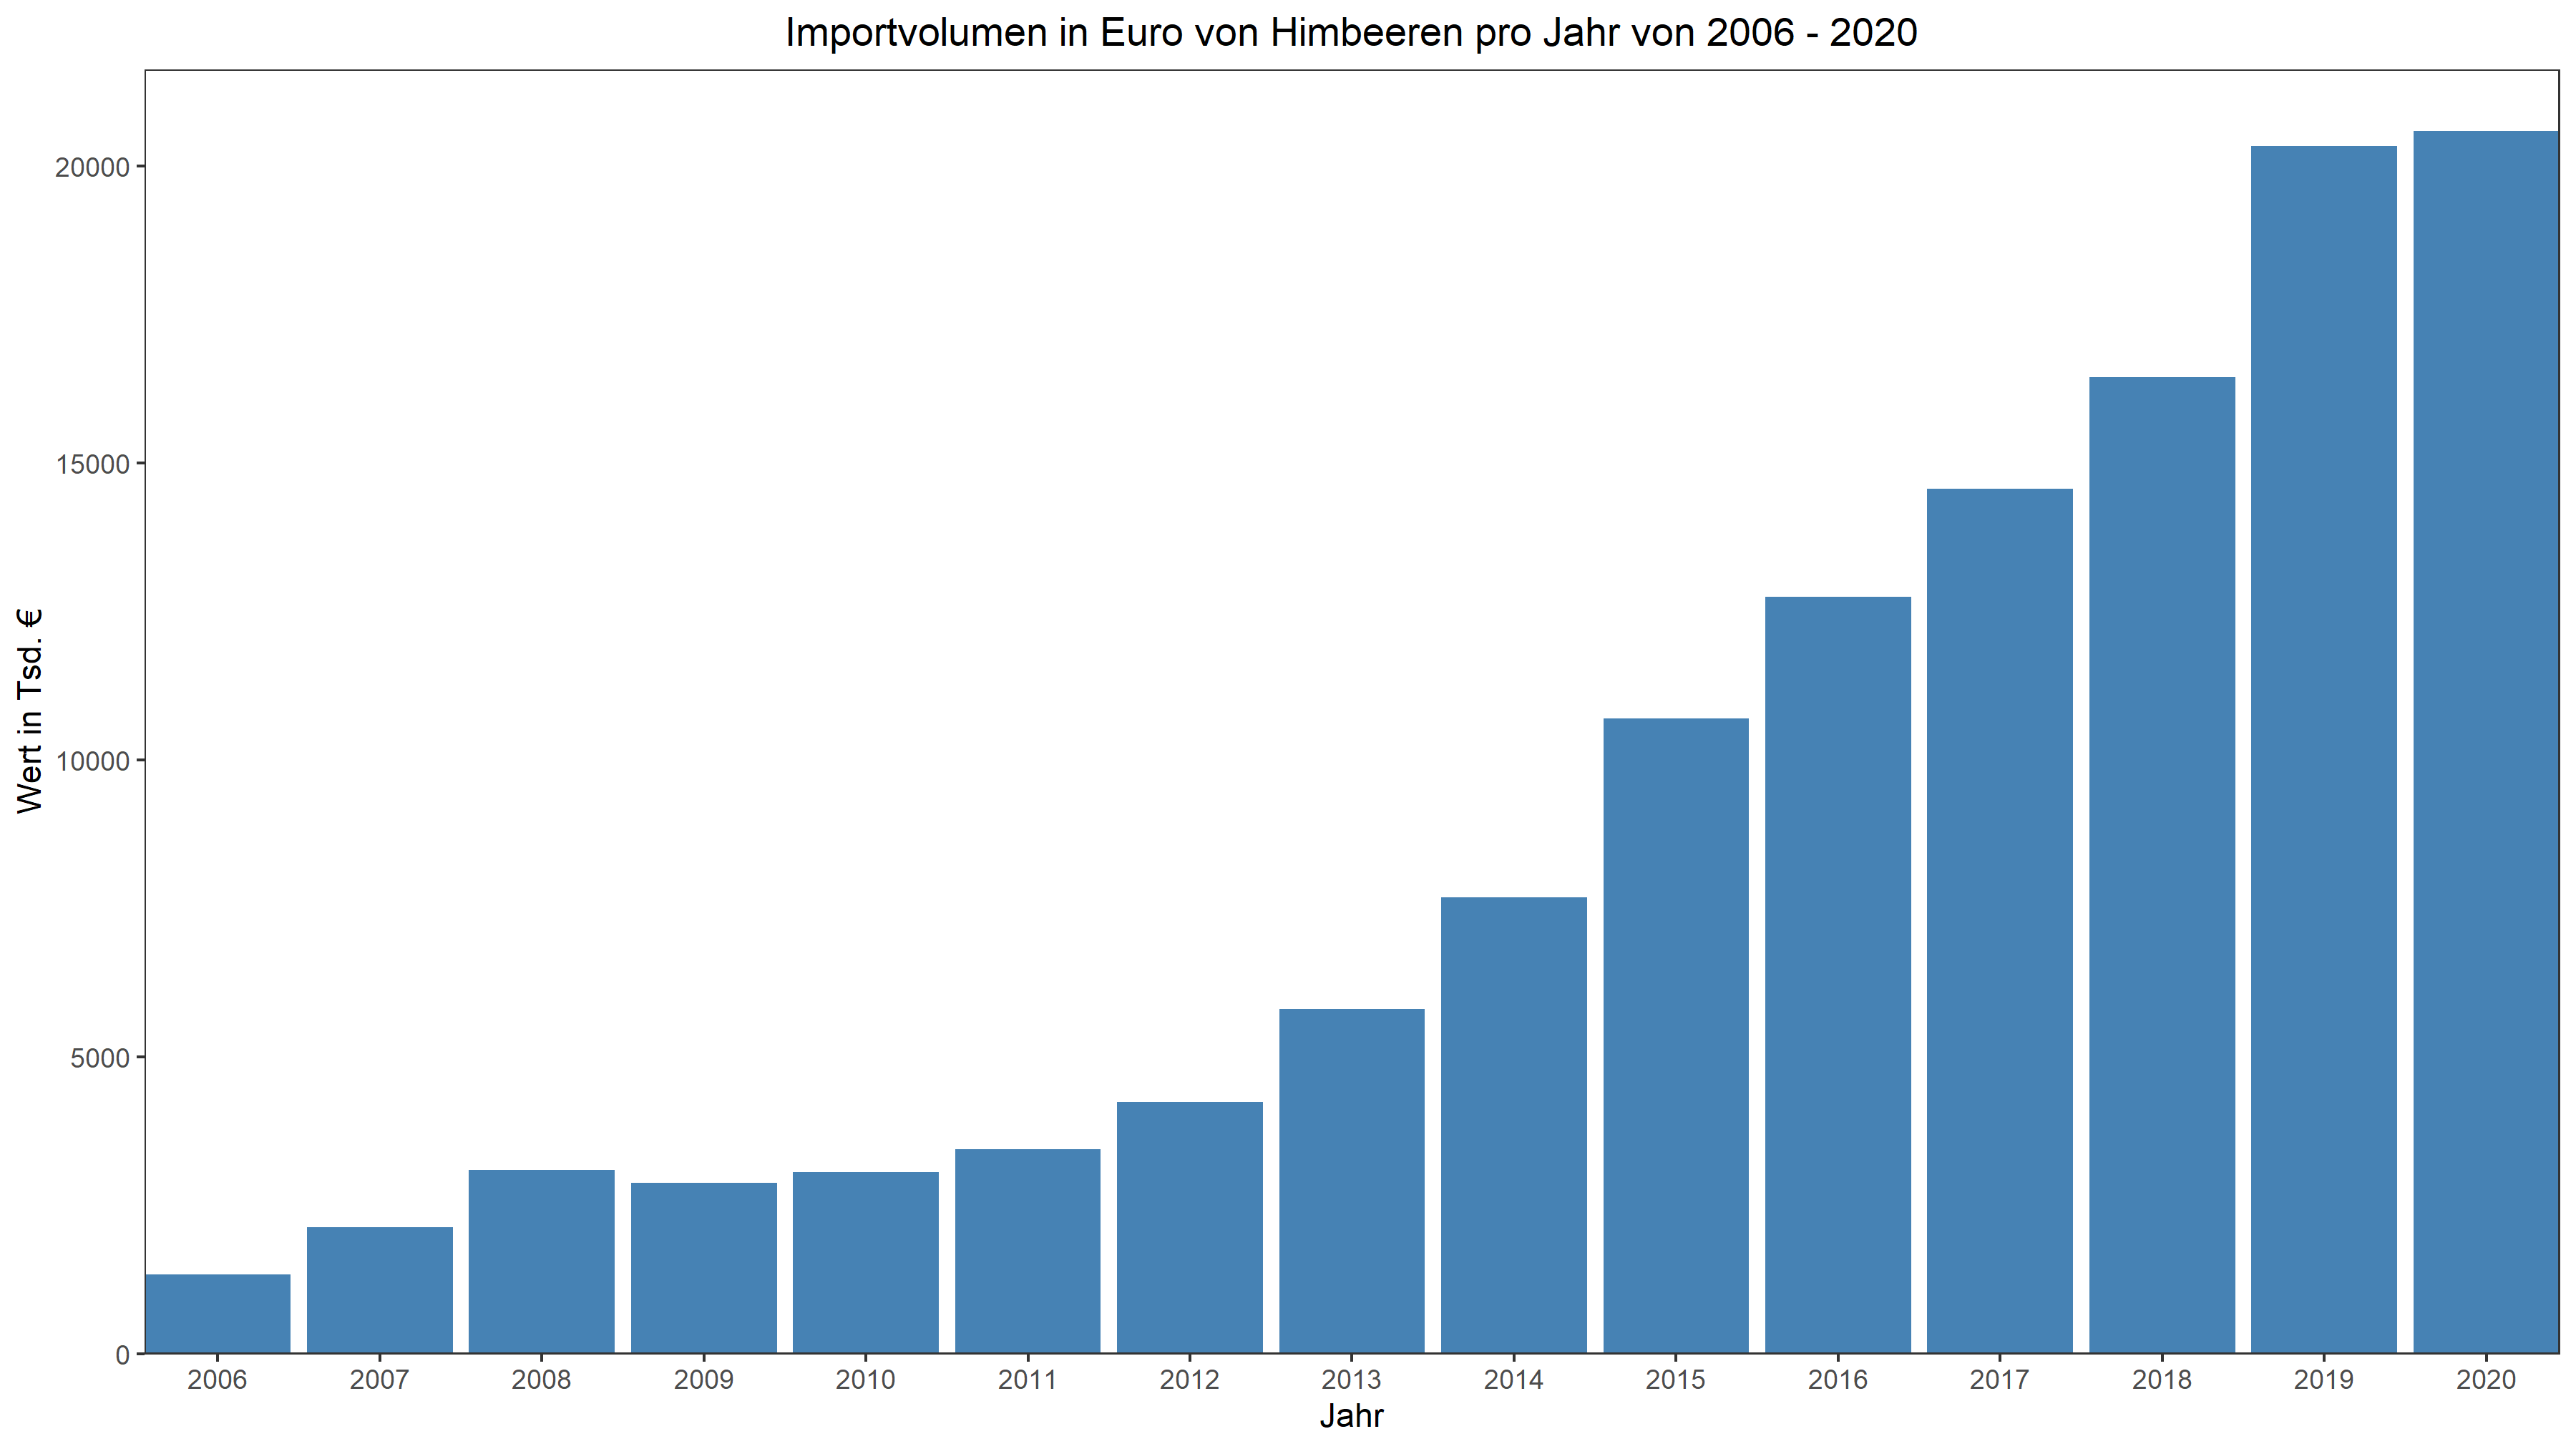 Importvolumen in Euro von Himbeeren pro Jahr von 2006 - 2020
Wert in Tsd. €
20000
15000
10000
5000
0
2006 2007 2008 2009 2010 2011 2012 2013 2014 2015 2016 2017 2018 2019 2020
Jahr